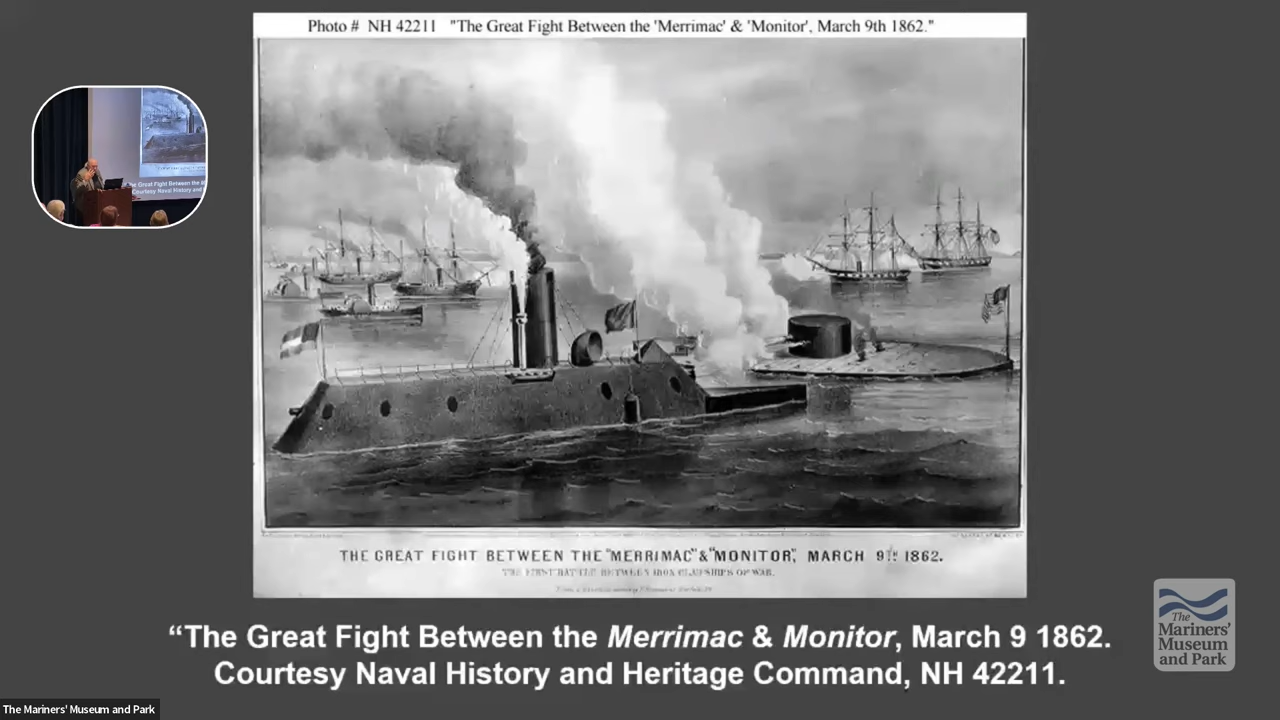 Photo # NH 42211 "The Great Fight Between the 'Merrimac' & 'Monitor', March 9th 1862."
THE GREAT FIGHT BETWEEN THE "MERRIMAC" & "MONITOR", MARCH 9TH 1862.
THE FIRST BATTLE BETWEEN IRON CLAD SHIPS OF WAR.
“The Great Fight Between the Merrimac & Monitor, March 9 1862.
Courtesy Naval History and Heritage Command, NH 42211.
The
Mariners'
Museum
and Park
The Mariners' Museum and Park